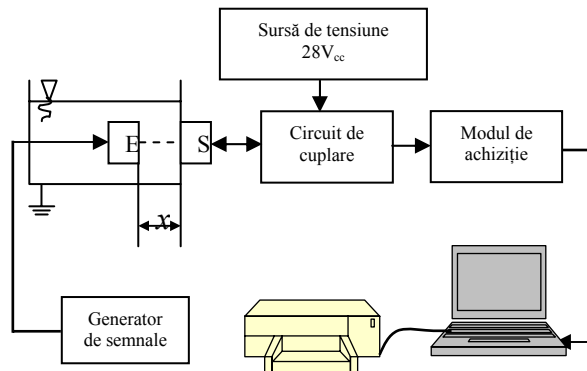 Sursă de tensiune
28Vcc
E
S
Circuit de
cuplare
Modul de
achiziție
x
Generator
de semnale